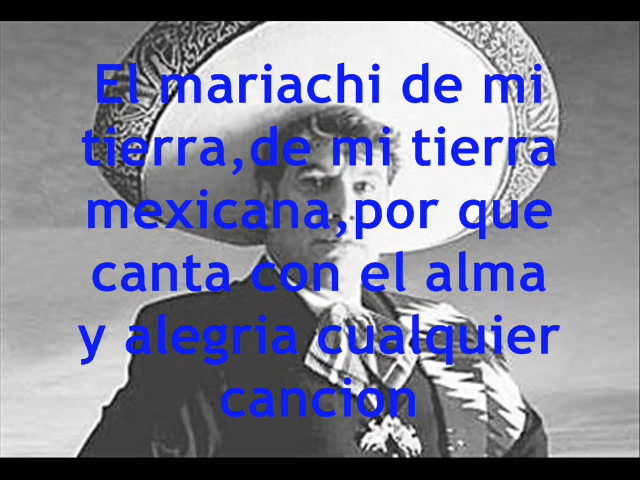 El mariachi de mi
tierra,de mi tierra
mexicana,por que
canta con el alma
y alegria cualquier
cancion